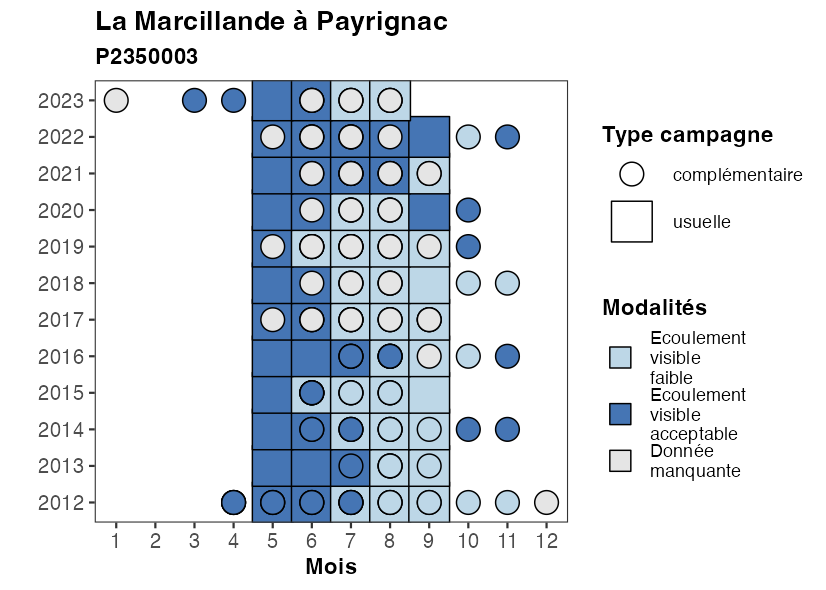 La Marcillande à Payrignac
P2350003
2023
2022
2021
2020
2019
2018
2017
2016
2015
2014
2013
2012
1 2 3 4 5 6 7 8 9 10 11 12
Mois
Type campagne
complémentaire
usuelle
Modalités
Ecoulement
visible
faible
Ecoulement
visible
acceptable
Donnée
manquante